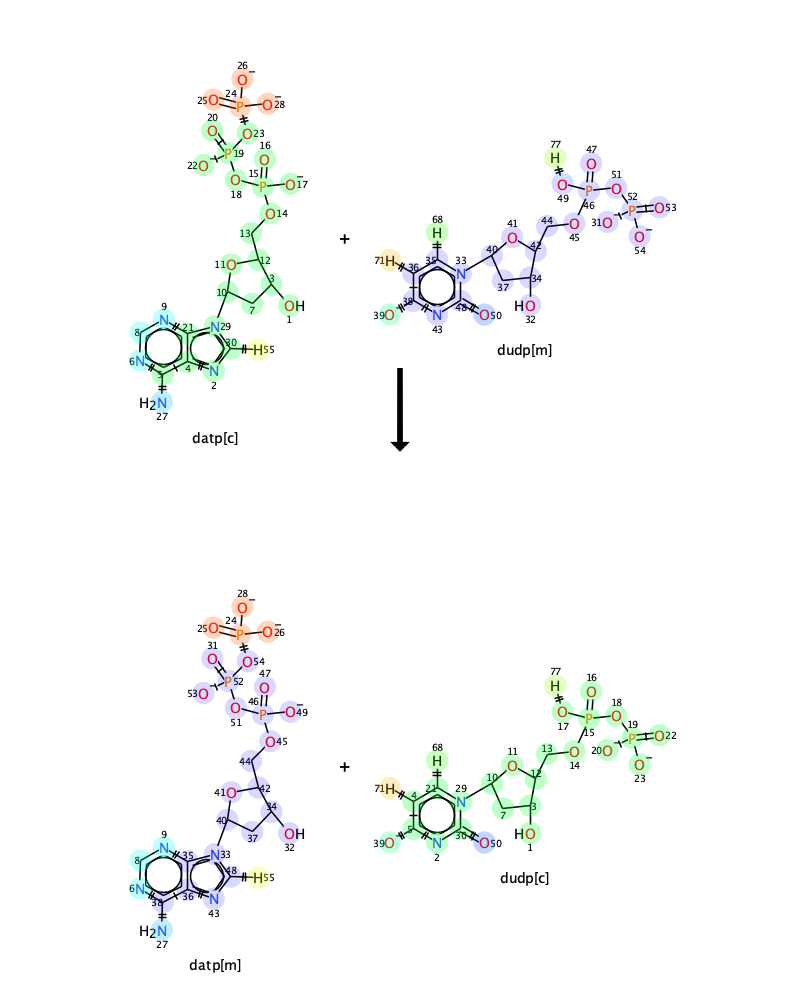 26
O−
24
25 O P O− 28
20 O 23
O 16
22 O P 19 O
O 15 P O− 17
18
O 14
13
11 O 12
3
10 7 OH
1
9
8 N 21 N 29
30 H 55
6 N 5 4 N
2
H2N
27
datp[c]
+
77
H 47
O
49 O P O 51
46 52
P O 53
31 O O−
54
68
H 41 O 44 O
45
71 H 36 35 33 40 42
N
37 34
38 48
39 O N O 50
43
HO
32
dudp[m]
28
O−
24
25 O P O− 26
31 O 54
O 47
53 O P 52 O
O 46 P O− 49
51
O 45
44
41 O 42
34
40 37 OH
32
9
8 N 35 N 33
48 H 55
6 N 38 36 N
43
H2N
27
datp[m]
+
77
H 16
O
17 O P O 18
15 19
P O 22
20 O O−
23
68
H 11 O 13 O
14
71 H 4 21 29 10 12
N
7 3
5 30
39 O N O 50
2
HO
1
dudp[c]